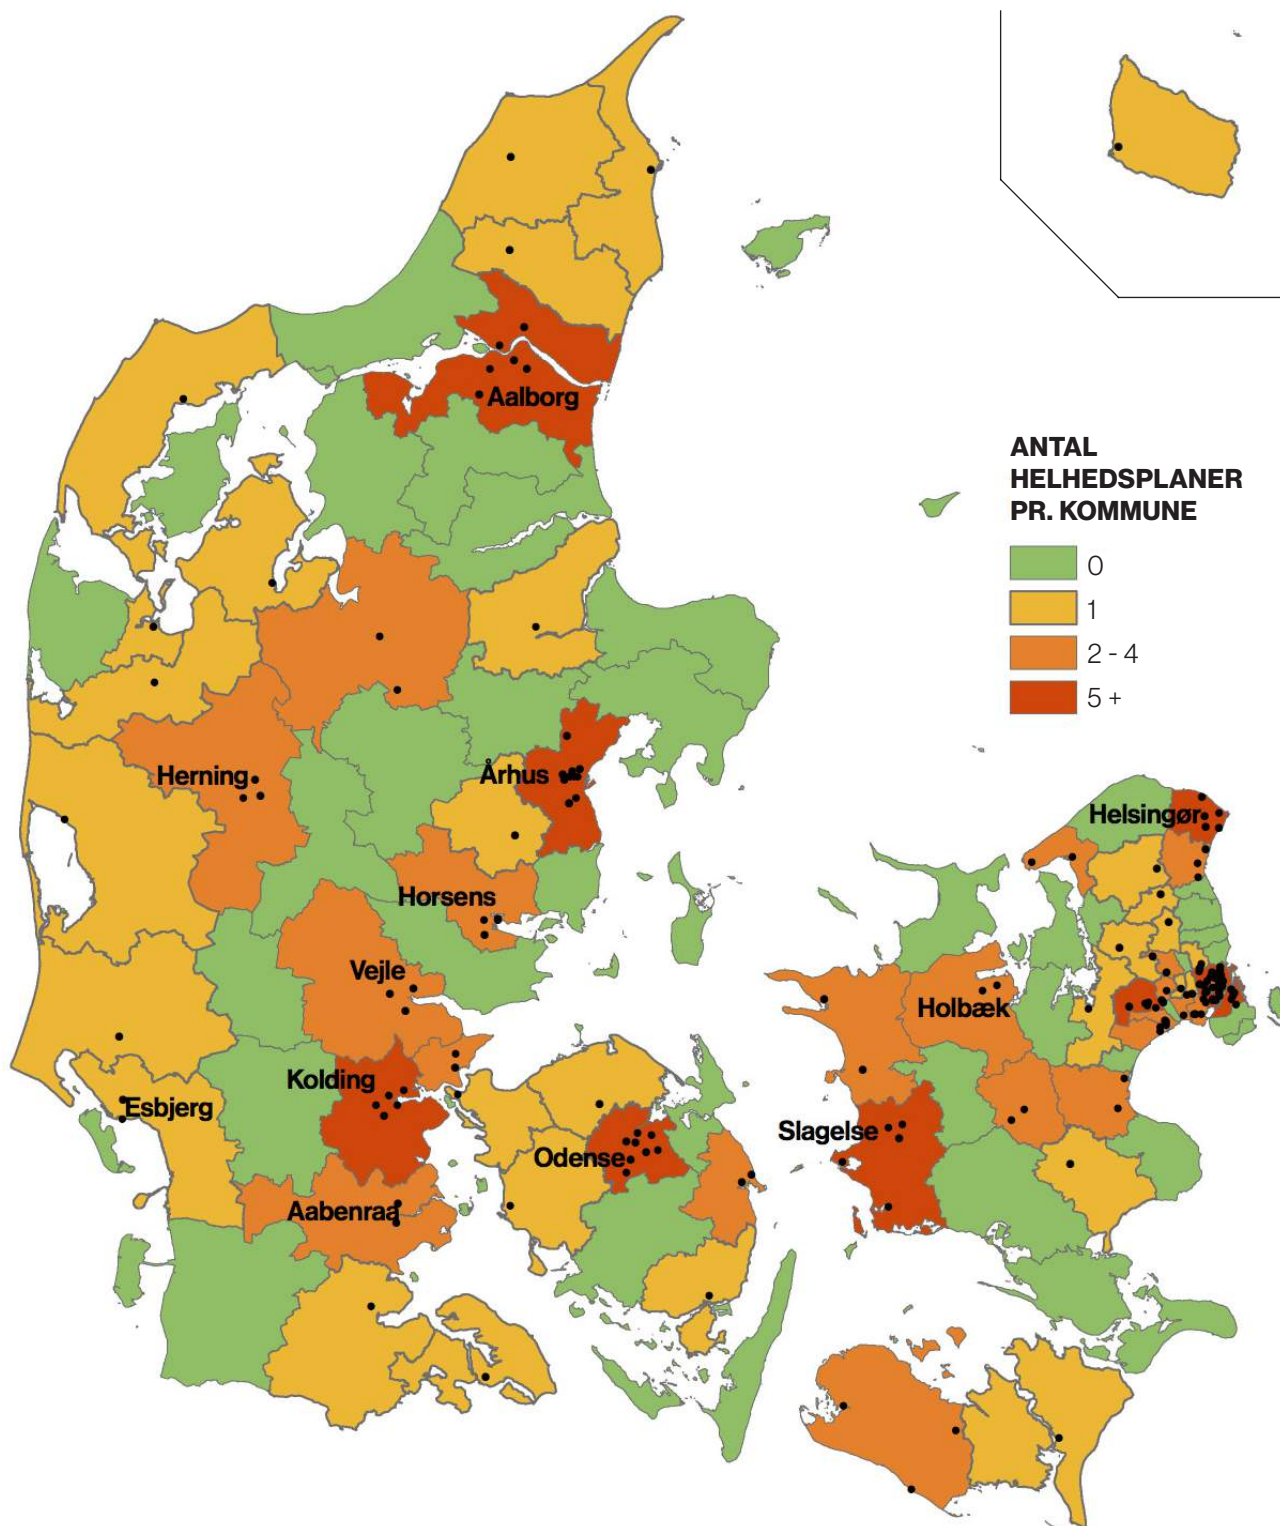 Aalborg
ANTAL
HELHEDSPLANER
PR. KOMMUNE
0
1
2 - 4
5 +
Herning
Århus
Helsingør
Horsens
Vejle
Holbæk
Kolding
Esbjerg
Slagelse
Odense
Aabenraa